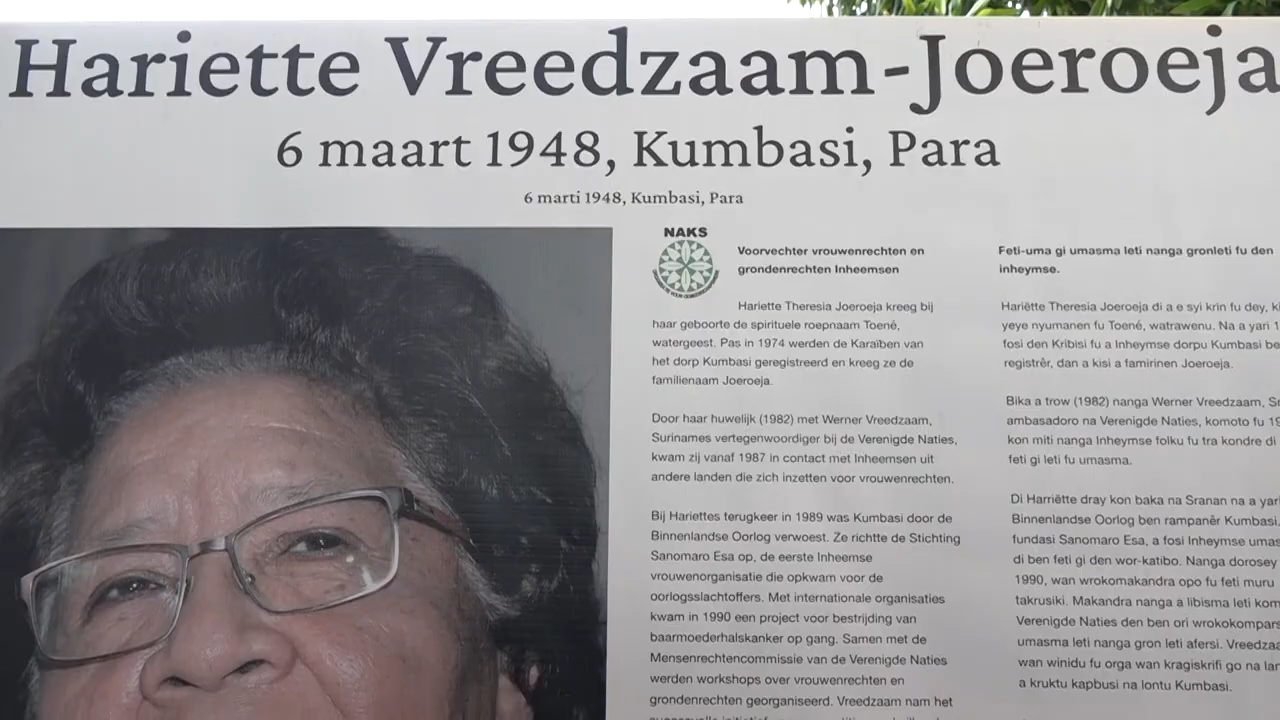 Hariette Vreedzaam-Joeroeja
6 maart 1948, Kumbasi, Para
6 marti 1948, Kumbasi, Para
NAKS
Voorvechter vrouwenrechten en
grondenrechten Inheemsen
Hariette Theresia Joeroeja kreeg bij
haar geboorte de spirituele roepnaam Toené,
watergeest. Pas in 1974 werden de Karaïben van
het dorp Kumbasi geregistreerd en kreeg ze de
familienaam Joeroeja.
Door haar huwelijk (1982) met Werner Vreedzaam,
Surinames vertegenwoordiger bij de Verenigde Naties,
kwam zij vanaf 1987 in contact met Inheemsen uit
andere landen die zich inzetten voor vrouwenrechten.
Bij Hariettes terugkeer in 1989 was Kumbasi door de
Binnenlandse Oorlog verwoest. Ze richtte de Stichting
Sanomaro Esa op, de eerste Inheemse
vrouwenorganisatie die opkwam voor de
oorlogsslachtoffers. Met internationale organisaties
kwam in 1990 een project voor bestrijding van
baarmoederhalskanker op gang. Samen met de
Mensenrechtencommissie van de Verenigde Naties
werden workshops over vrouwenrechten en
grondenrechten georganiseerd. Vreedzaam nam het
Feti-uma gi umasma leti nanga gronleti fu den
inheymse.
Hariëtte Theresia Joeroeja di a e syi krin fu dey, k
yeye nyumanen fu Toené, watrawenu. Na a yari 1
fosi den Kribisi fu a Inheymse dorpu Kumbasi be
registrêr, dan a kisi a famirinen Joeroeja.
Bika a trow (1982) nanga Werner Vreedzaam, Sr
ambasadoro na Verenigde Naties, komoto fu 19
kon miti nanga Inheymse folku fu tra kondre di
feti gi leti fu umasma.
Di Harriëtte dray kon baka na Sranan na a yar
Binnenlandse Oorlog ben rampanêr Kumbasi.
fundasi Sanomaro Esa, a fosi Inheymse umas
di ben feti gi den wor-katibo. Nanga dorosey
1990, wan wrokomakandra opo fu feti muru
takrusiki. Makandra nanga a libisma leti kom
Verenigde Naties den ben ori wrokokompars
umasma leti nanga gron leti afersi. Vreedzaa
wan winidu fu orga wan kragiskrifi go na lan
a kruktu kapbusi na lontu Kumbasi.